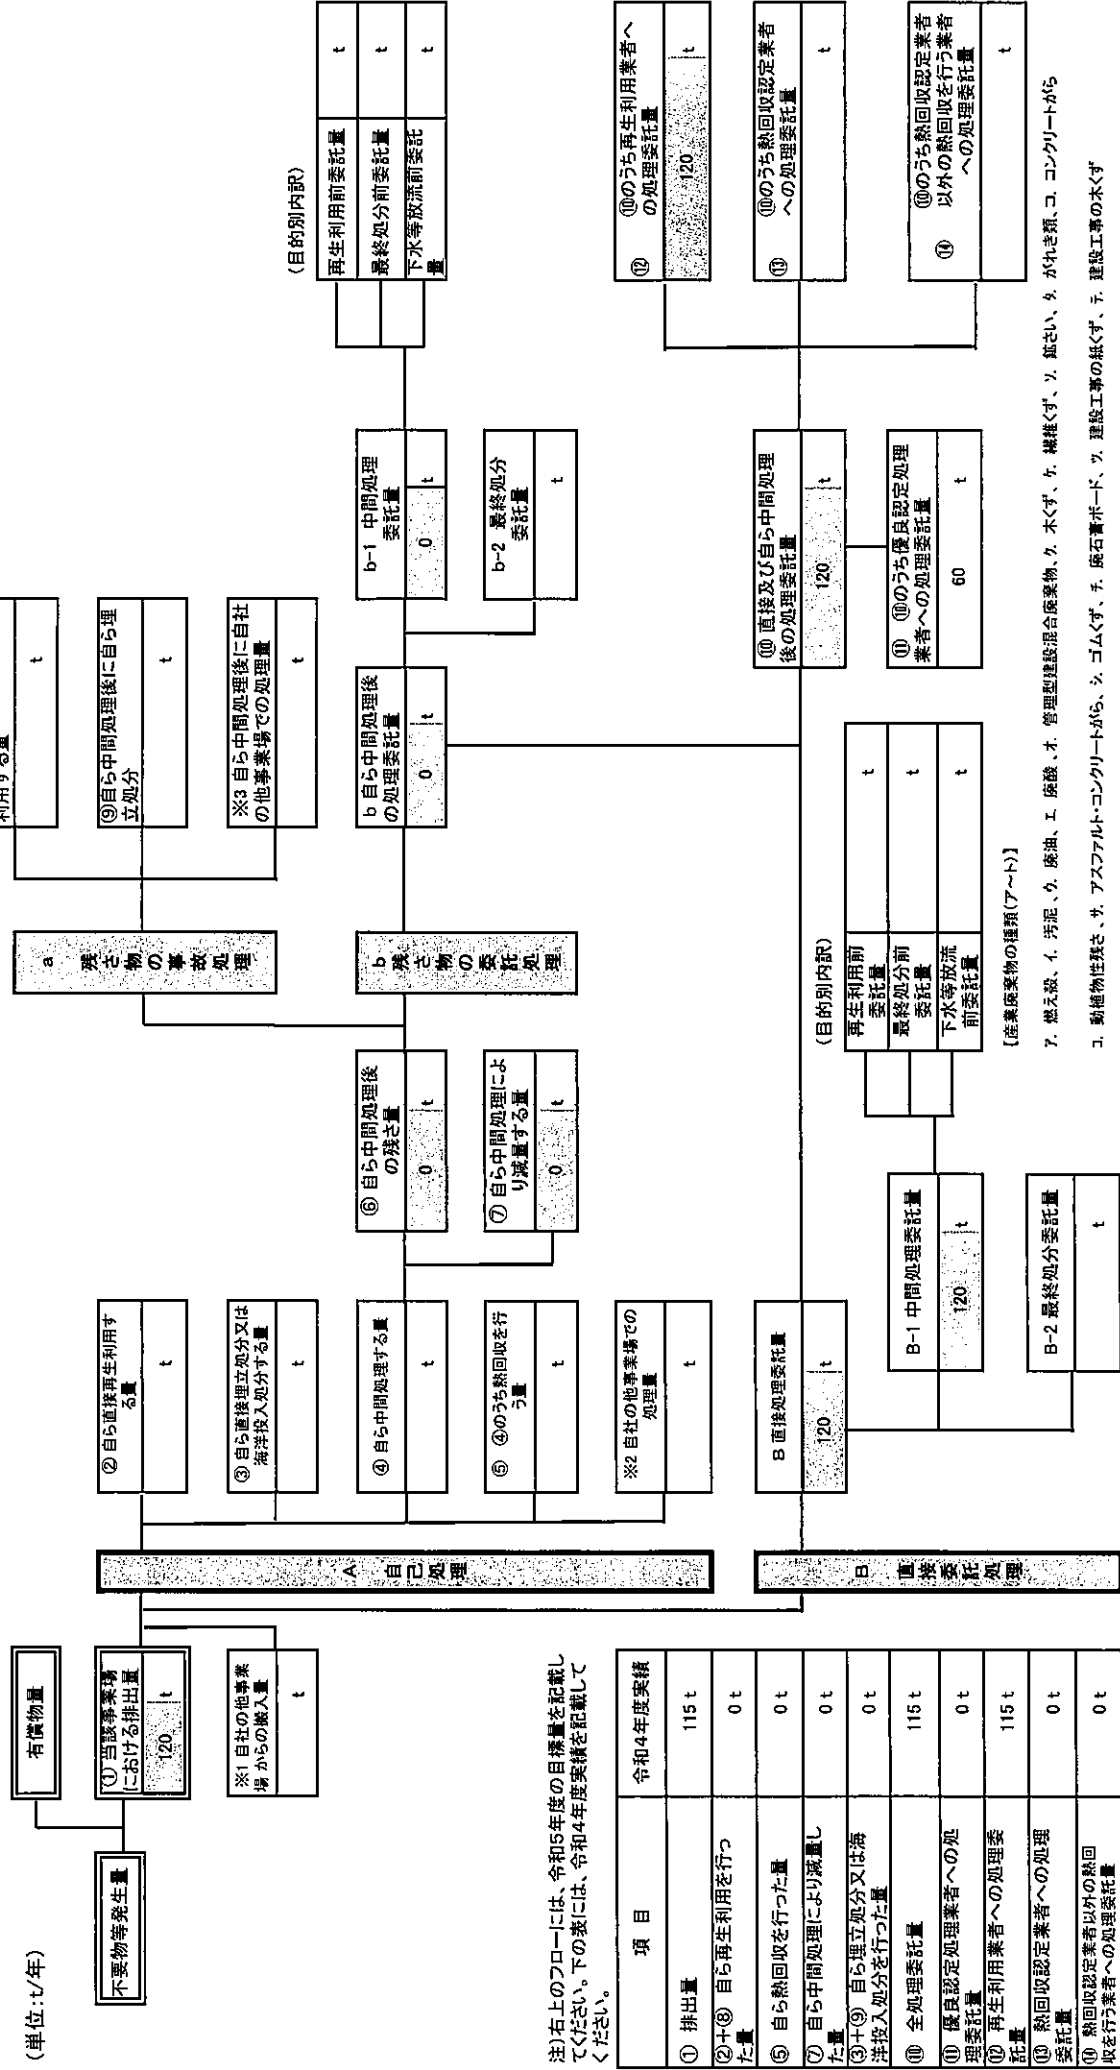 (単位:t/年)
不要物等発生量
有償物量
① 当該事業場
における排出量
120 t
※1 自社の他事業
場 からの搬入量
t
A 自己処理
B 直接委託処理
② 自ら直接再生利用す
る量
t
③ 自ら直接埋立処分又は
海洋投入処分する量
t
④ 自ら中間処理する量
t
⑤ ④のうち熱回収を行
う量
t
※2 自社の他事業場での
処理量
t
B 直接処理委託量
120 t
B-1 中間処理委託量
120 t
B-2 最終処分委託量
t
⑥ 自ら中間処理後
の残さ量
0 t
⑦ 自ら中間処理によ
り減量する量
0 t
a 残さ物の事故処理
b 残さ物の委託処理
利用する量
t
⑨自ら中間処理後に自ら埋
立処分
t
※3 自ら中間処理後に自社
の他事業場での処理量
t
b 自ら中間処理後
の処理委託量
0 t
b-1 中間処理
委託量
0 t
b-2 最終処分
委託量
t
(目的別内訳)
再生利用前委託量 t
最終処分前委託量 t
下水等放流前委託
量 t
(目的別内訳)
再生利用前
委託量 t
最終処分前
委託量 t
下水等放流
前委託量 t
⑩ 直接及び自ら中間処理
後の処理委託量
120 t
⑪ ⑩のうち優良認定処理
業者への処理委託量
60 t
⑫ ⑩のうち再生利用業者へ
の処理委託量
120 t
⑬ ⑩のうち熱回収認定業者
への処理委託量
t
⑭ ⑩のうち熱回収認定業者
以外の熱回収を行う業者
への処理委託量
t
注)右上のフローには、令和5年度の目標量を記載し
てください。下の表には、令和4年度実績を記載して
ください。
項 目 令和4年度実績
① 排出量 115 t
②+⑧ 自ら再生利用を行っ
た量 0 t
⑤ 自ら熱回収を行った量 0 t
⑦ 自ら中間処理により減量し
た量 0 t
③+⑨ 自ら埋立処分又は海
洋投入処分を行った量 0 t
⑩ 全処理委託量 115 t
⑪ 優良認定処理業者への処
理委託量 0 t
⑫ 再生利用業者への処理委
託量 115 t
⑬ 熱回収認定業者への処理
委託量 0 t
⑭ 熱回収認定業者以外の熱回
収を行う業者への処理委託量 0 t
【産業廃棄物の種類(ア〜ト)】
ア. 燃え殻、イ. 汚泥、ウ. 廃油、エ. 廃酸、オ. 管理型建設混合廃棄物、ク. 木くず、ケ. 繊維くず、ソ. 鉱さい、タ. がれき類、コ. コンクリートがら
コ. 動植物性残さ、サ. アスファルト・コンクリートがら、シ. ゴムくず、チ. 廃石膏ボード、ツ. 建設工事の紙くず、テ. 建設工事の木くず